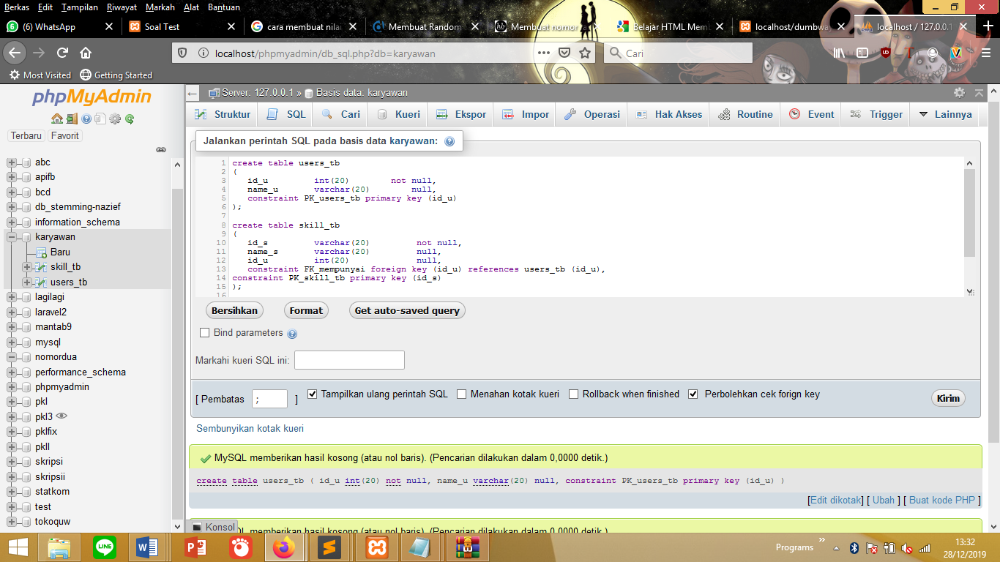 Berkas Edit Tampilan Riwayat Markah Alat Bantuan
(6) WhatsApp
Soal Test
cara membuat nilai
Membuat Random
Membuat nomor
Belajar HTML Mem
localhost/dumbwa
localhost / 127.0.0.1
localhost/phpmyadmin/db_sql.php?db=karyawan
Cari
Most Visited Getting Started
phpMyAdmin
Terbaru Favorit
abc
apifb
bcd
db_stemming-nazief
information_schema
karyawan
Baru
skill_tb
users_tb
lagilagi
laravel2
mantab9
mysql
nomordua
performance_schema
phpmyadmin
pkl
pkl3
pklfix
pkll
skripsi
skripsii
statkom
test
tokoquw
Server: 127.0.0.1 » Basis data: karyawan
Struktur SQL Cari Kueri Ekspor Impor Operasi Hak Akses Routine Event Trigger Lainnya
Jalankan perintah SQL pada basis data karyawan:
1 create table users_tb
2 (
3 id_u int(20) not null,
4 name_u varchar(20) null,
5 constraint PK_users_tb primary key (id_u)
6 );
7
8 create table skill_tb
9 (
10 id_s varchar(20) not null,
11 name_s varchar(20) null,
12 id_u int(20) null,
13 constraint FK_mempunyai foreign key (id_u) references users_tb (id_u),
14 constraint PK_skill_tb primary key (id_s)
15 );
16
Bersihkan Format Get auto-saved query
Bind parameters
Markahi kueri SQL ini:
[ Pembatas ; ] Tampilkan ulang perintah SQL Menahan kotak kueri Rollback when finished Perbolehkan cek forign key
Kirim
Sembunyikan kotak kueri
MySQL memberikan hasil kosong (atau nol baris). (Pencarian dilakukan dalam 0,0000 detik.)
create table users_tb ( id_u int(20) not null, name_u varchar(20) null, constraint PK_users_tb primary key (id_u) )
[Edit dikotak] [ Ubah ] [ Buat kode PHP ]
Konsol
QL memberikan hasil kosong (atau nol baris). (Pencarian dilakukan dalam 0,0000 detik.)
Programs »
13:32
28/12/2019